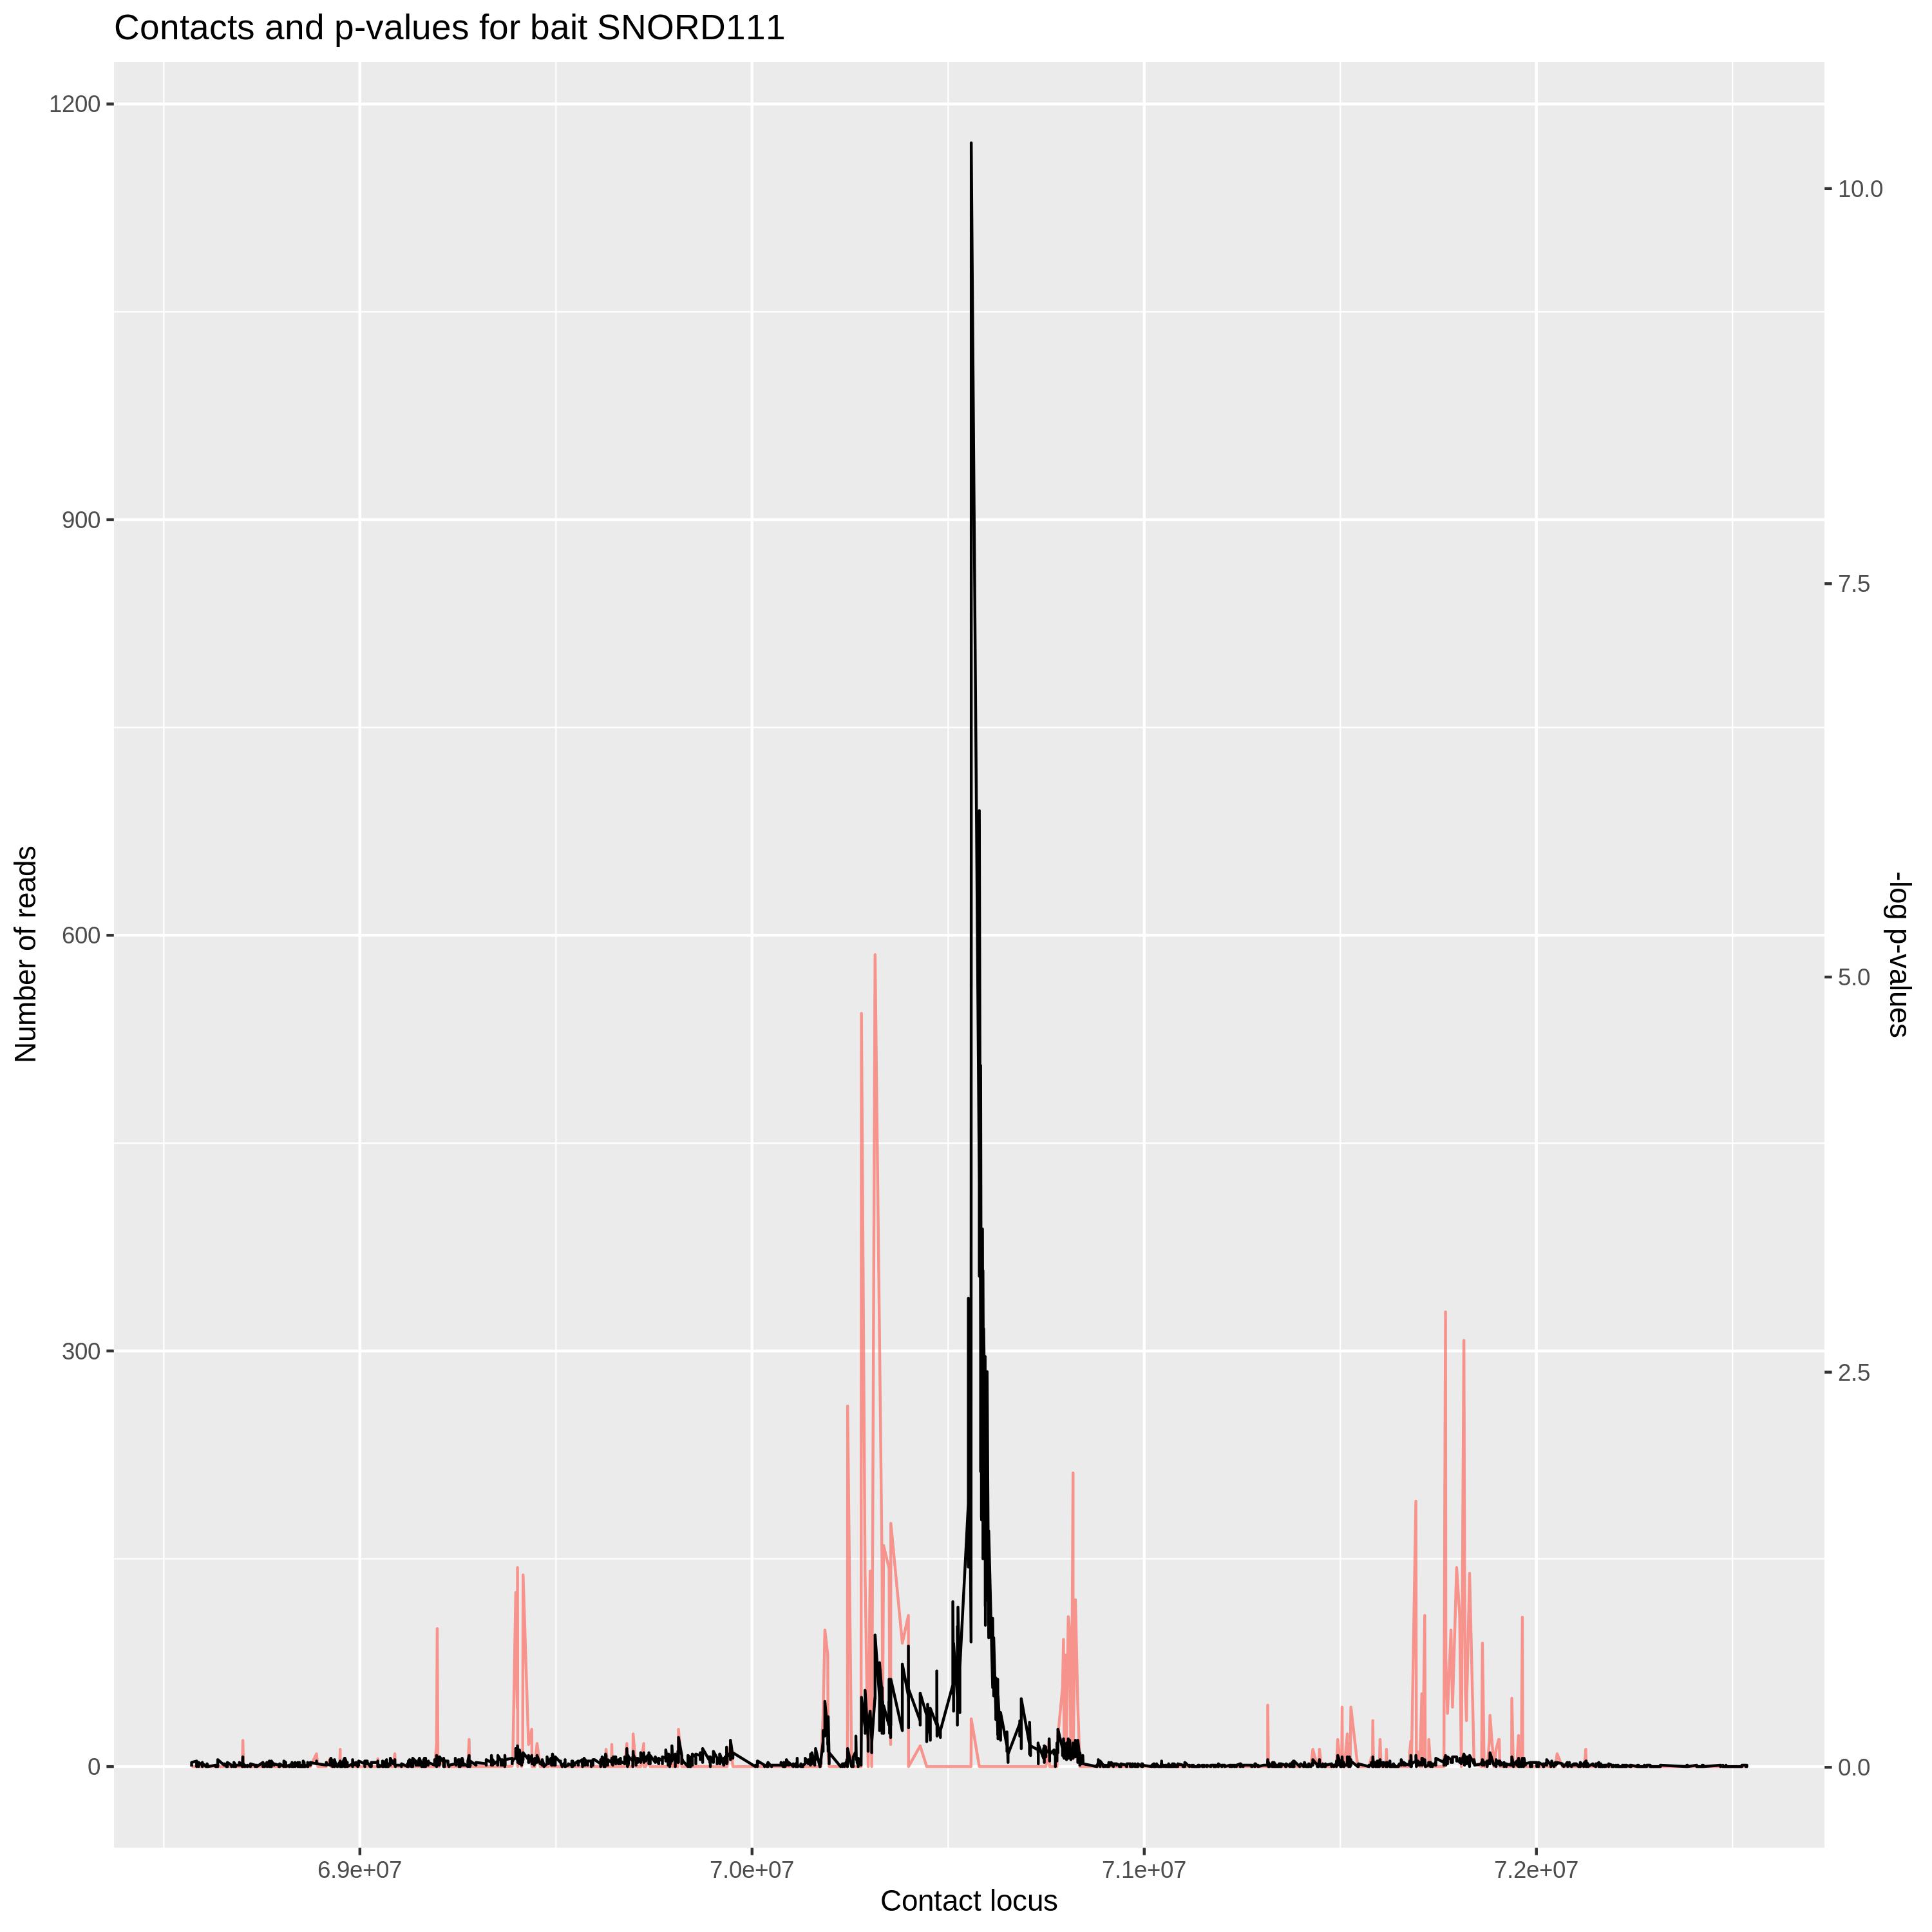 Contacts and p-values for bait SNORD111
1200
900
600
300
0
Number of reads
10.0
7.5
5.0
2.5
0.0
-log p-values
6.9e+07 7.0e+07 7.1e+07 7.2e+07
Contact locus